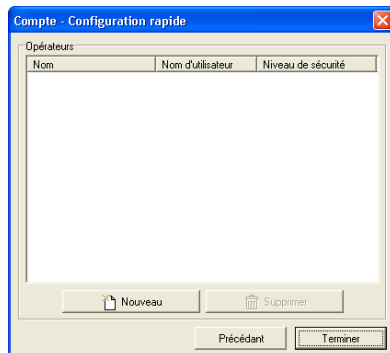 Compte - Configuration rapide
Opérateurs
Nom Nom d'utilisateur Niveau de sécurité
Nouveau Supprimer
Précédant Terminer